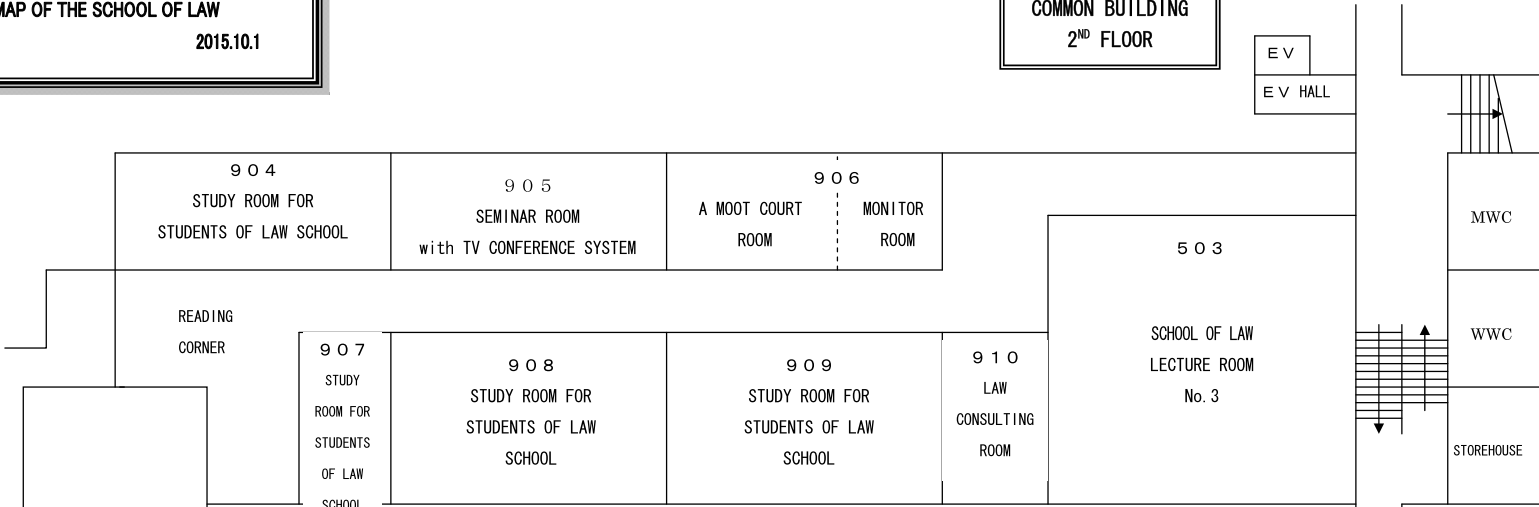 MAP OF THE SCHOOL OF LAW
2015.10.1
COMMON BUILDING
2ND FLOOR
EV
EV HALL
904
STUDY ROOM FOR
STUDENTS OF LAW SCHOOL
905
SEMINAR ROOM
with TV CONFERENCE SYSTEM
906
A MOOT COURT
ROOM
MONITOR
ROOM
MWC
503
SCHOOL OF LAW
LECTURE ROOM
No.3
WWC
READING
CORNER
907
STUDY
ROOM FOR
STUDENTS
OF LAW
SCHOOL
908
STUDY ROOM FOR
STUDENTS OF LAW
SCHOOL
909
STUDY ROOM FOR
STUDENTS OF LAW
SCHOOL
910
LAW
CONSULTING
ROOM
STOREHOUSE